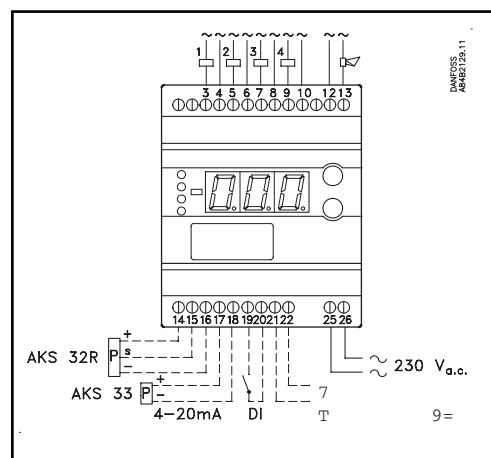 ~ ~ ~ ~ ~ ~ ~ ~ ~ ~
1 2 3 4
3 4 5 6 7 8 9 10 12 13
DANFOSS
A84B2129.11
000
14 15 16 17 18 19 20 21 22 25 26
+
AKS 32R P s
−
AKS 33 P +
−
4−20mA DI
~
~ 230 Va.c.
7
T 9=